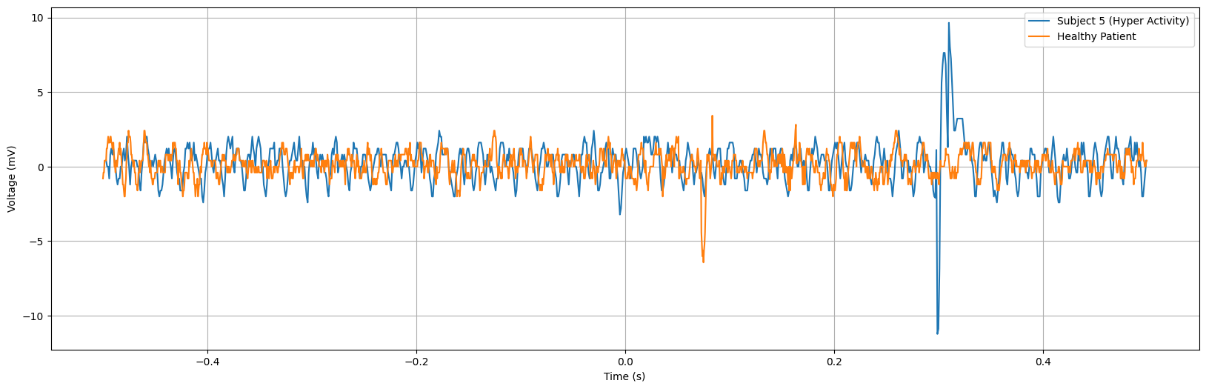 10
5
0
−5
−10
Voltage (mV)
Subject 5 (Hyper Activity)
Healthy Patient
−0.4
−0.2
0.0
0.2
0.4
Time (s)